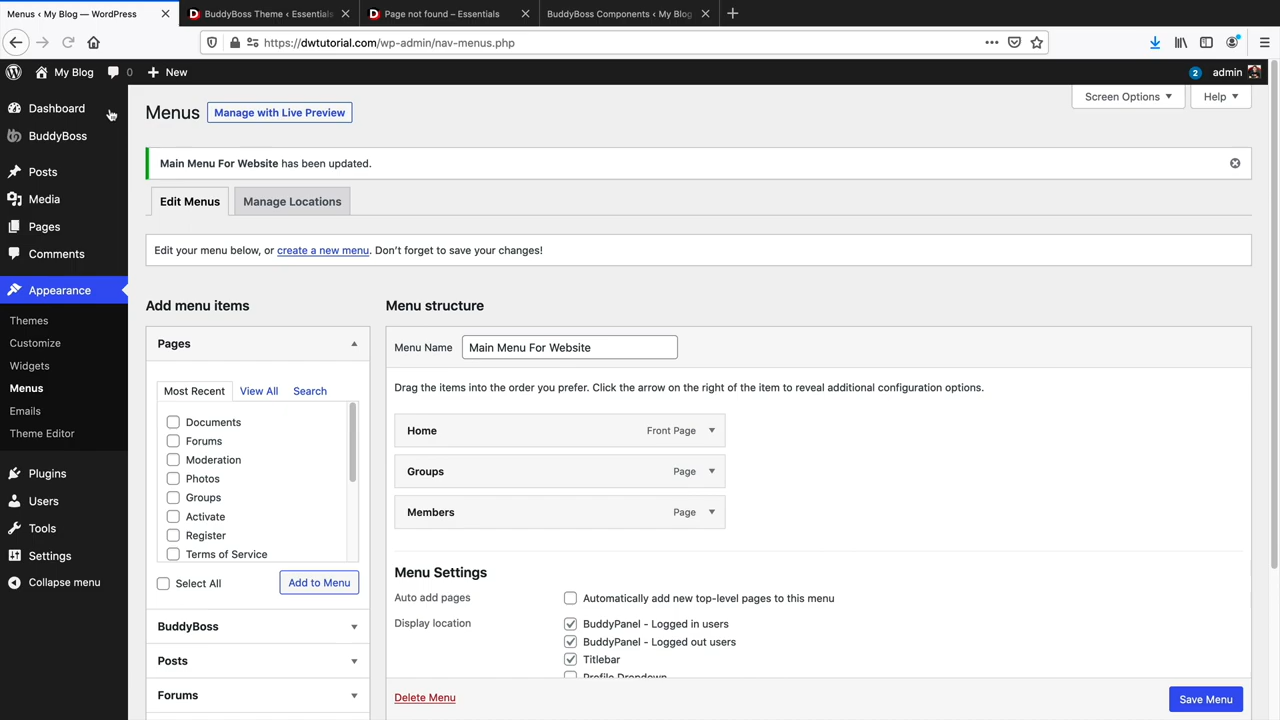 Menus ‹ My Blog — WordPress
BuddyBoss Theme ‹ Essentials
Page not found – Essentials
BuddyBoss Components ‹ My Blog
https://dwtutorial.com/wp-admin/nav-menus.php
My Blog
0
New
2
admin
Dashboard
BuddyBoss
Posts
Media
Pages
Comments
Appearance
Themes
Customize
Widgets
Menus
Emails
Theme Editor
Plugins
Users
Tools
Settings
Collapse menu
Screen Options
Help
Menus
Manage with Live Preview
Main Menu For Website has been updated.
Edit Menus
Manage Locations
Edit your menu below, or create a new menu. Don't forget to save your changes!
Add menu items
Pages
Most Recent
View All
Search
Documents
Forums
Moderation
Photos
Groups
Activate
Register
Terms of Service
Select All
Add to Menu
BuddyBoss
Posts
Forums
Menu structure
Menu Name
Main Menu For Website
Drag the items into the order you prefer. Click the arrow on the right of the item to reveal additional configuration options.
Home
Front Page
Groups
Page
Members
Page
Menu Settings
Auto add pages
Automatically add new top-level pages to this menu
Display location
BuddyPanel - Logged in users
BuddyPanel - Logged out users
Titlebar
Profile Dropdown
Delete Menu
Save Menu